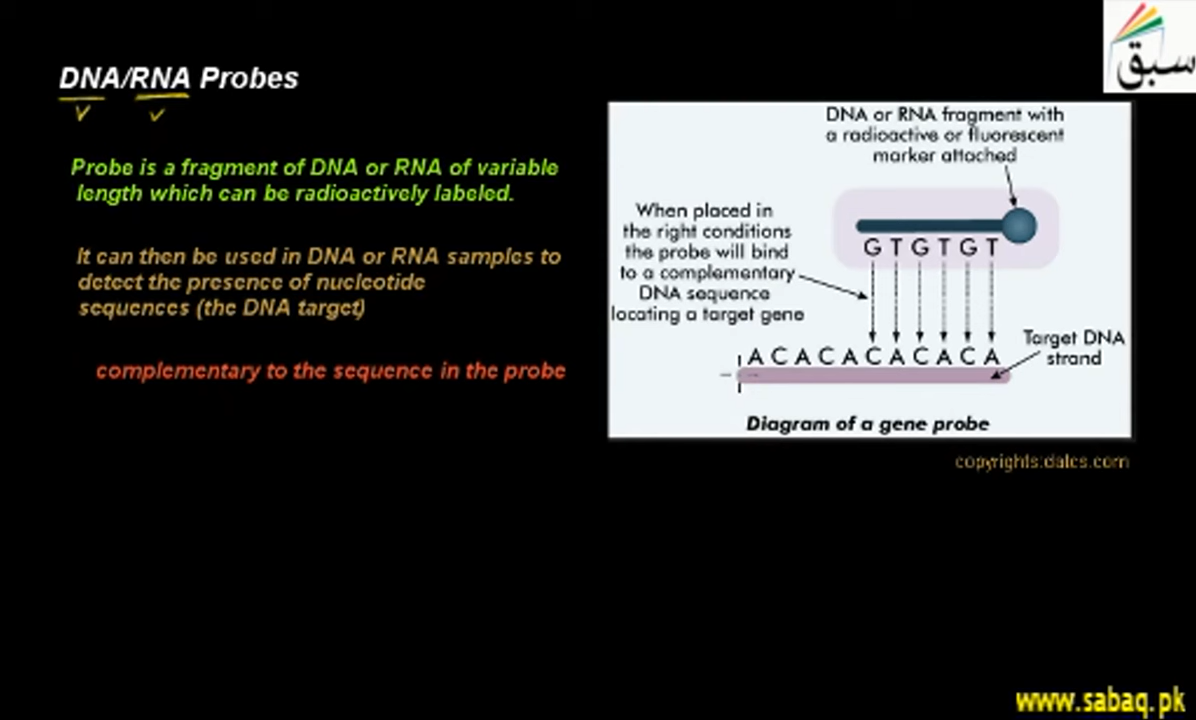 سبق
DNA/RNA Probes
Probe is a fragment of DNA or RNA of variable
length which can be radioactively labeled.
It can then be used in DNA or RNA samples to
detect the presence of nucleotide
sequences (the DNA target)
complementary to the sequence in the probe
DNA or RNA fragment with
a radioactive or fluorescent
marker attached
When placed in
the right conditions
the probe will bind
to a complementary
DNA sequence
locating a target gene
G T G T G T
A C A C A C A C A C A
Target DNA
strand
Diagram of a gene probe
copyrights:dalcs.com
www.sabaq.pk